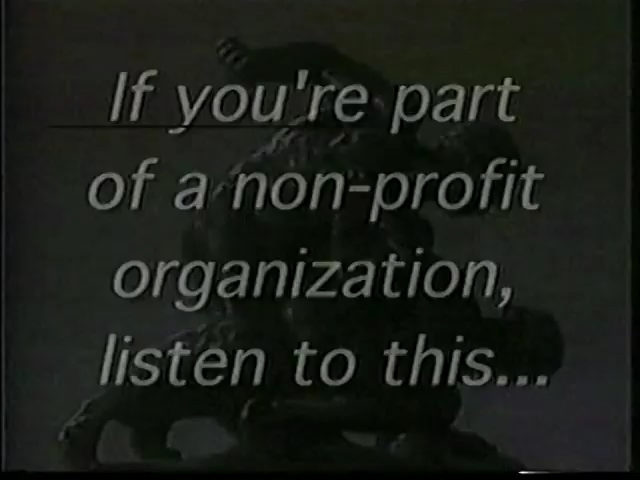 If you're part
of a non-profit
organization,
listen to this...